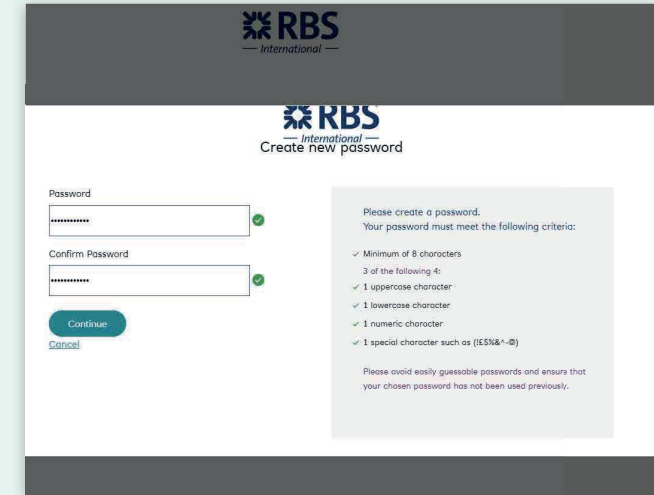 RBS
International
RBS
International
Create new password
Password
••••••••••••
Confirm Password
••••••••••••
Continue
Cancel
Please create a password.
Your password must meet the following criteria:
✓ Minimum of 8 characters
3 of the following 4:
✓ 1 uppercase character
✓ 1 lowercase character
✓ 1 numeric character
✓ 1 special character such as (!£$%&^-@)
Please avoid easily guessable passwords and ensure that
your chosen password has not been used previously.